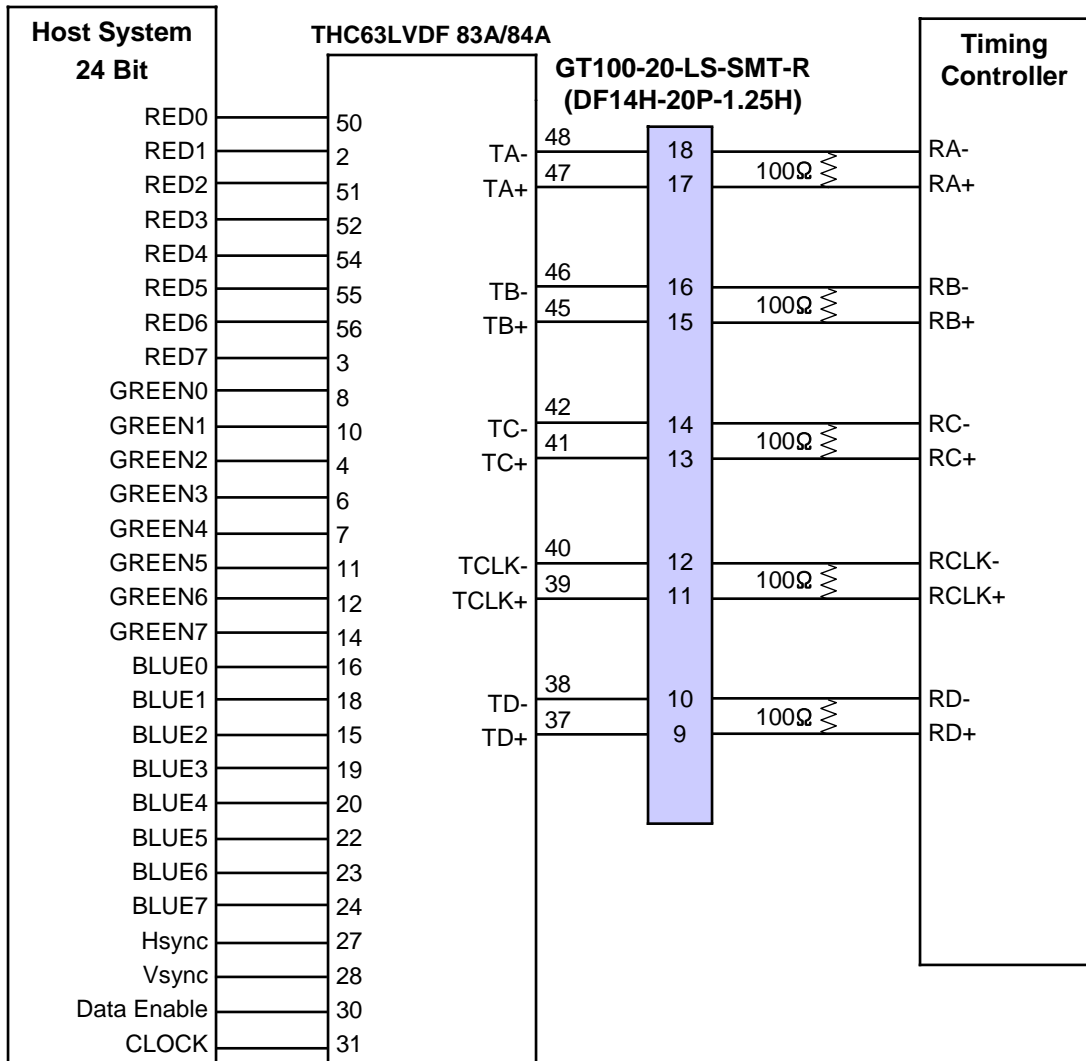 Host System
24 Bit
THC63LVDF 83A/84A
GT100-20-LS-SMT-R
(DF14H-20P-1.25H)
Timing
Controller
RED0 50
RED1 2
RED2 51
RED3 52
RED4 54
RED5 55
RED6 56
RED7 3
GREEN0 8
GREEN1 10
GREEN2 4
GREEN3 6
GREEN4 7
GREEN5 11
GREEN6 12
GREEN7 14
BLUE0 16
BLUE1 18
BLUE2 15
BLUE3 19
BLUE4 20
BLUE5 22
BLUE6 23
BLUE7 24
Hsync 27
Vsync 28
Data Enable 30
CLOCK 31
TA- 48 18 RA-
100Ω
TA+ 47 17 RA+
TB- 46 16 RB-
100Ω
TB+ 45 15 RB+
TC- 42 14 RC-
100Ω
TC+ 41 13 RC+
TCLK- 40 12 RCLK-
100Ω
TCLK+ 39 11 RCLK+
TD- 38 10 RD-
100Ω
TD+ 37 9 RD+